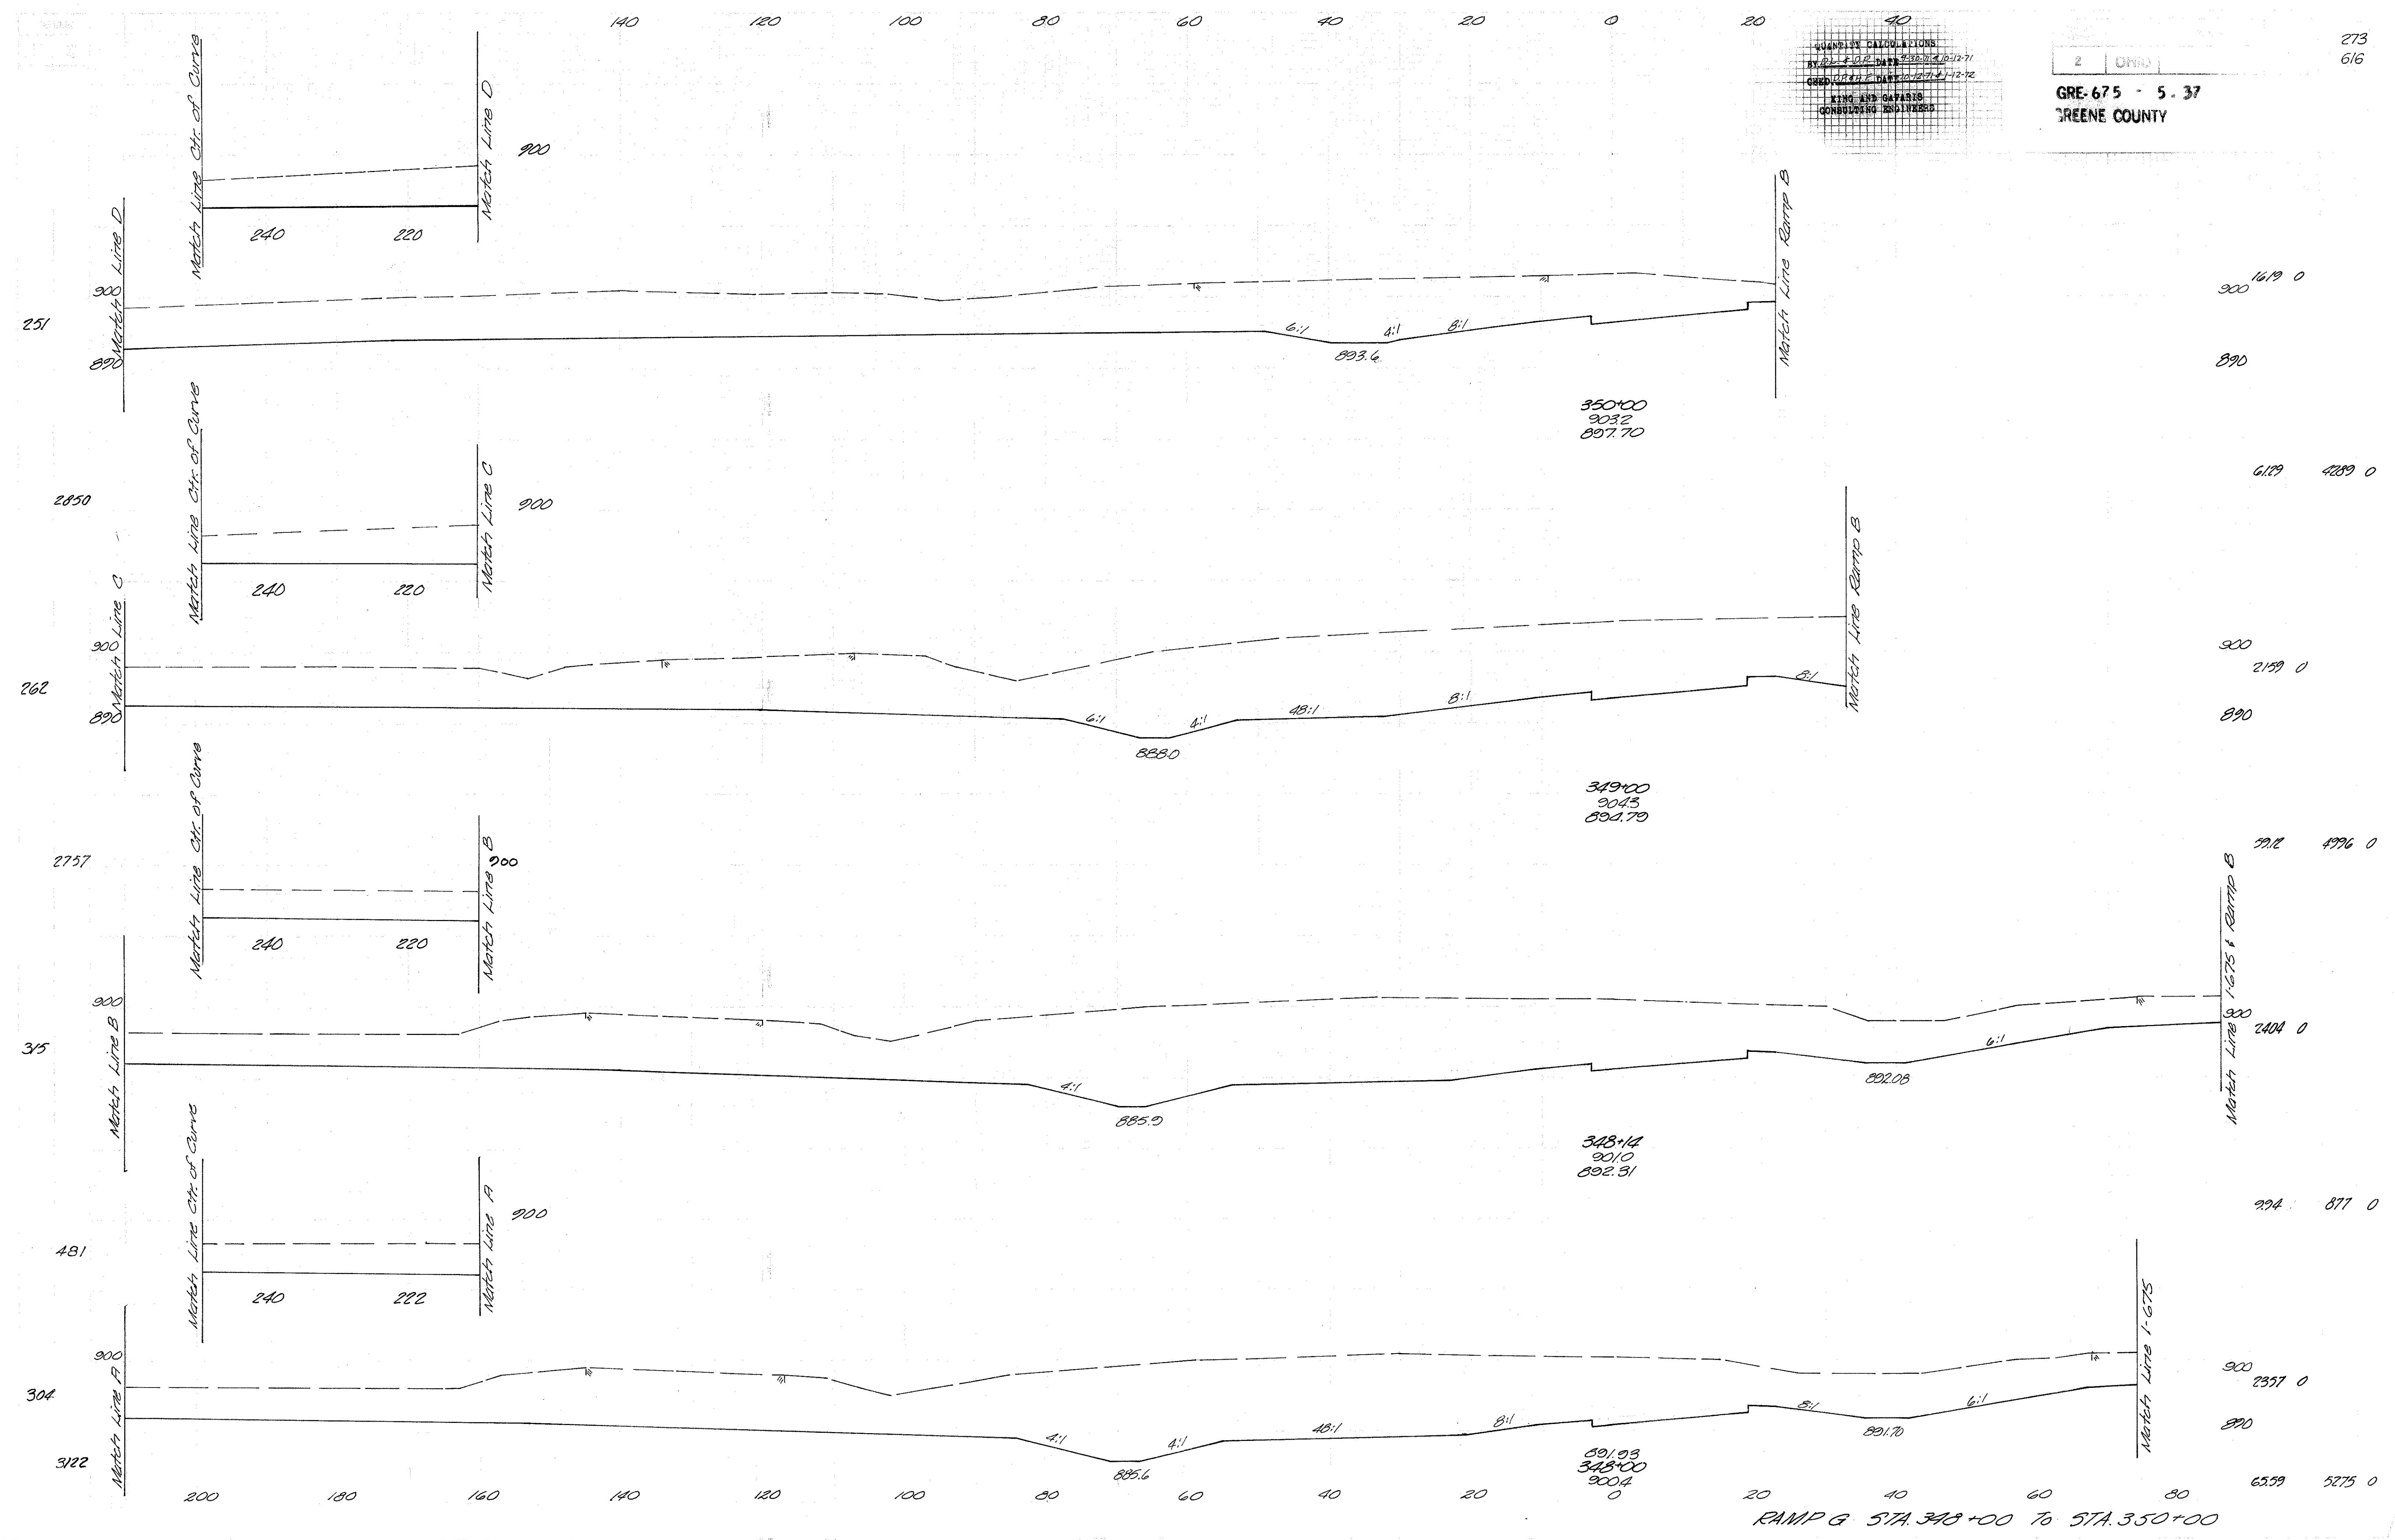 140 120 100 80 60 40 20 0 20 40
273
616
QUANTITY CALCULATIONS
KING AND GAVARIS
CONSULTING ENGINEERS
2 OHIO
GRE-675 - 5.37
GREENE COUNTY
Match Line Ctr. of Curve
Match Line D
900
240 220
Match Line D
Match Line Ramp B
900
251
890
6:1 4:1 8:1
893.6
900
1619 0
890
350+00
903.2
897.70
6129 4289 0
2850
Match Line Ctr. of Curve
Match Line C
900
240 220
Match Line C
Match Line Ramp B
900
262
890
6:1 4:1 48:1 8:1 8:1
888.0
900
2159 0
890
349+00
904.3
894.79
5912 4996 0
2757
Match Line Ctr. of Curve
Match Line B
900
240 220
Match Line B
Match Line I-675 & Ramp B
900
315
4:1 6:1
885.9
892.08
900
2404 0
348+14
901.0
892.31
994 877 0
481
Match Line Ctr. of Curve
Match Line A
900
240 222
Match Line A
Match Line I-675
900
304
4:1 4:1 48:1 8:1 8:1 6:1
885.6
891.70
900
2357 0
890
3122
891.93
348+00
900.4
6559 5275 0
200 180 160 140 120 100 80 60 40 20 0 20 40 60 80
RAMP G STA. 348+00 To STA. 350+00